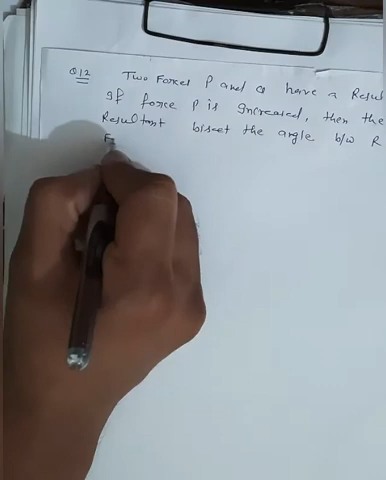 Q12 Two Forces P and Q have a Resul
If force P is Increased, then the
Resultant bisect the angle b/w R
F